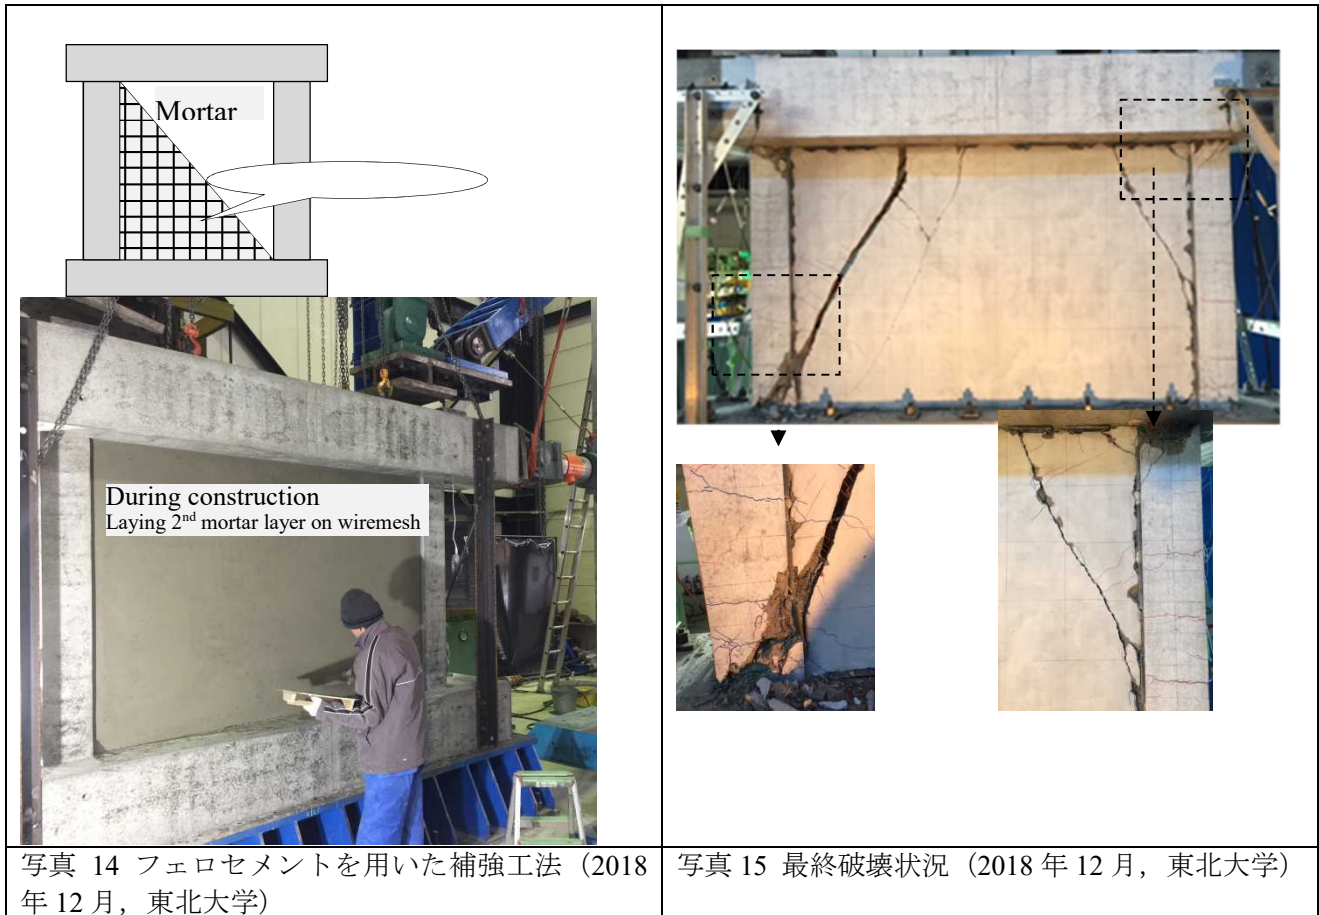 Mortar
During construction
Laying 2nd mortar layer on wiremesh
写真 14 フェロセメントを用いた補強工法（2018
年 12 月，東北大学）
写真 15 最終破壊状況（2018 年 12 月，東北大学）